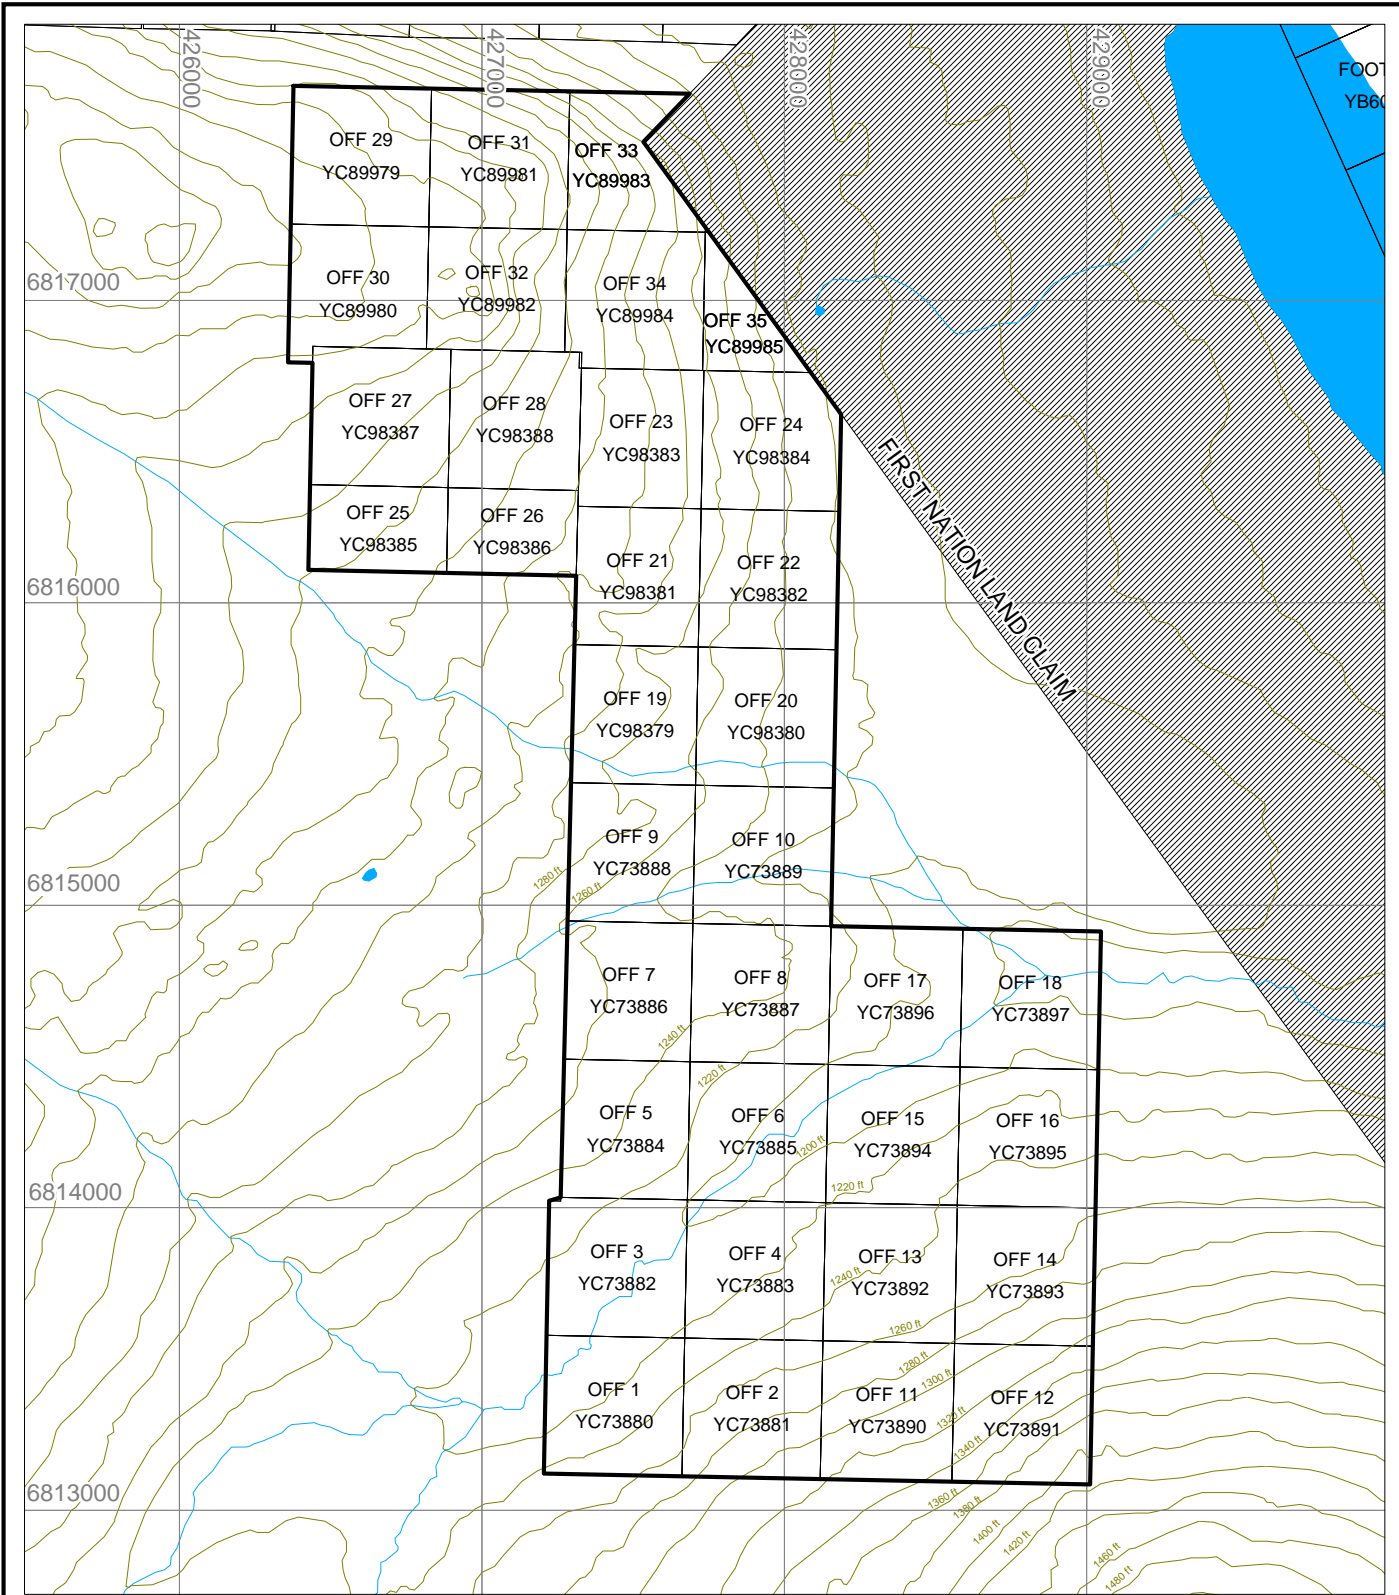 426000
427000
428000
429000
FOOT
YB60
OFF 29
YC89979
OFF 31
YC89981
OFF 33
YC89983
OFF 30
YC89980
OFF 32
YC89982
OFF 34
YC89984
OFF 35
YC89985
6817000
OFF 27
YC98387
OFF 28
YC98388
OFF 23
YC98383
OFF 24
YC98384
FIRST NATION LAND CLAIM
OFF 25
YC98385
OFF 26
YC98386
OFF 21
YC98381
OFF 22
YC98382
6816000
OFF 19
YC98379
OFF 20
YC98380
OFF 9
YC73888
OFF 10
YC73889
1280 ft
1260 ft
6815000
OFF 7
YC73886
OFF 8
YC73887
OFF 17
YC73896
OFF 18
YC73897
1240 ft
1220 ft
OFF 5
YC73884
OFF 6
YC73885
OFF 15
YC73894
OFF 16
YC73895
1200 ft
1220 ft
6814000
OFF 3
YC73882
OFF 4
YC73883
OFF 13
YC73892
OFF 14
YC73893
1240 ft
1260 ft
1280 ft
1300 ft
OFF 1
YC73880
OFF 2
YC73881
OFF 11
YC73890
OFF 12
YC73891
1320 ft
1340 ft
6813000
1360 ft
1380 ft
1400 ft
1420 ft
1460 ft
1480 ft